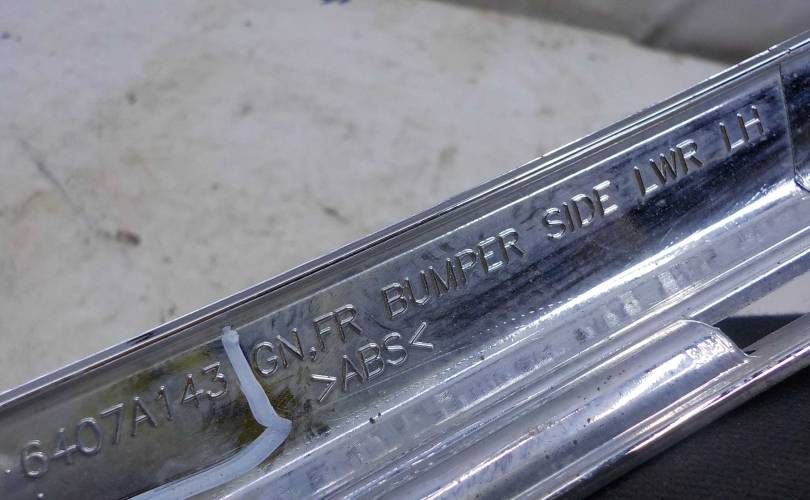 6407A143 GN,FR BUMPER SIDE LWR LH
>ABS<